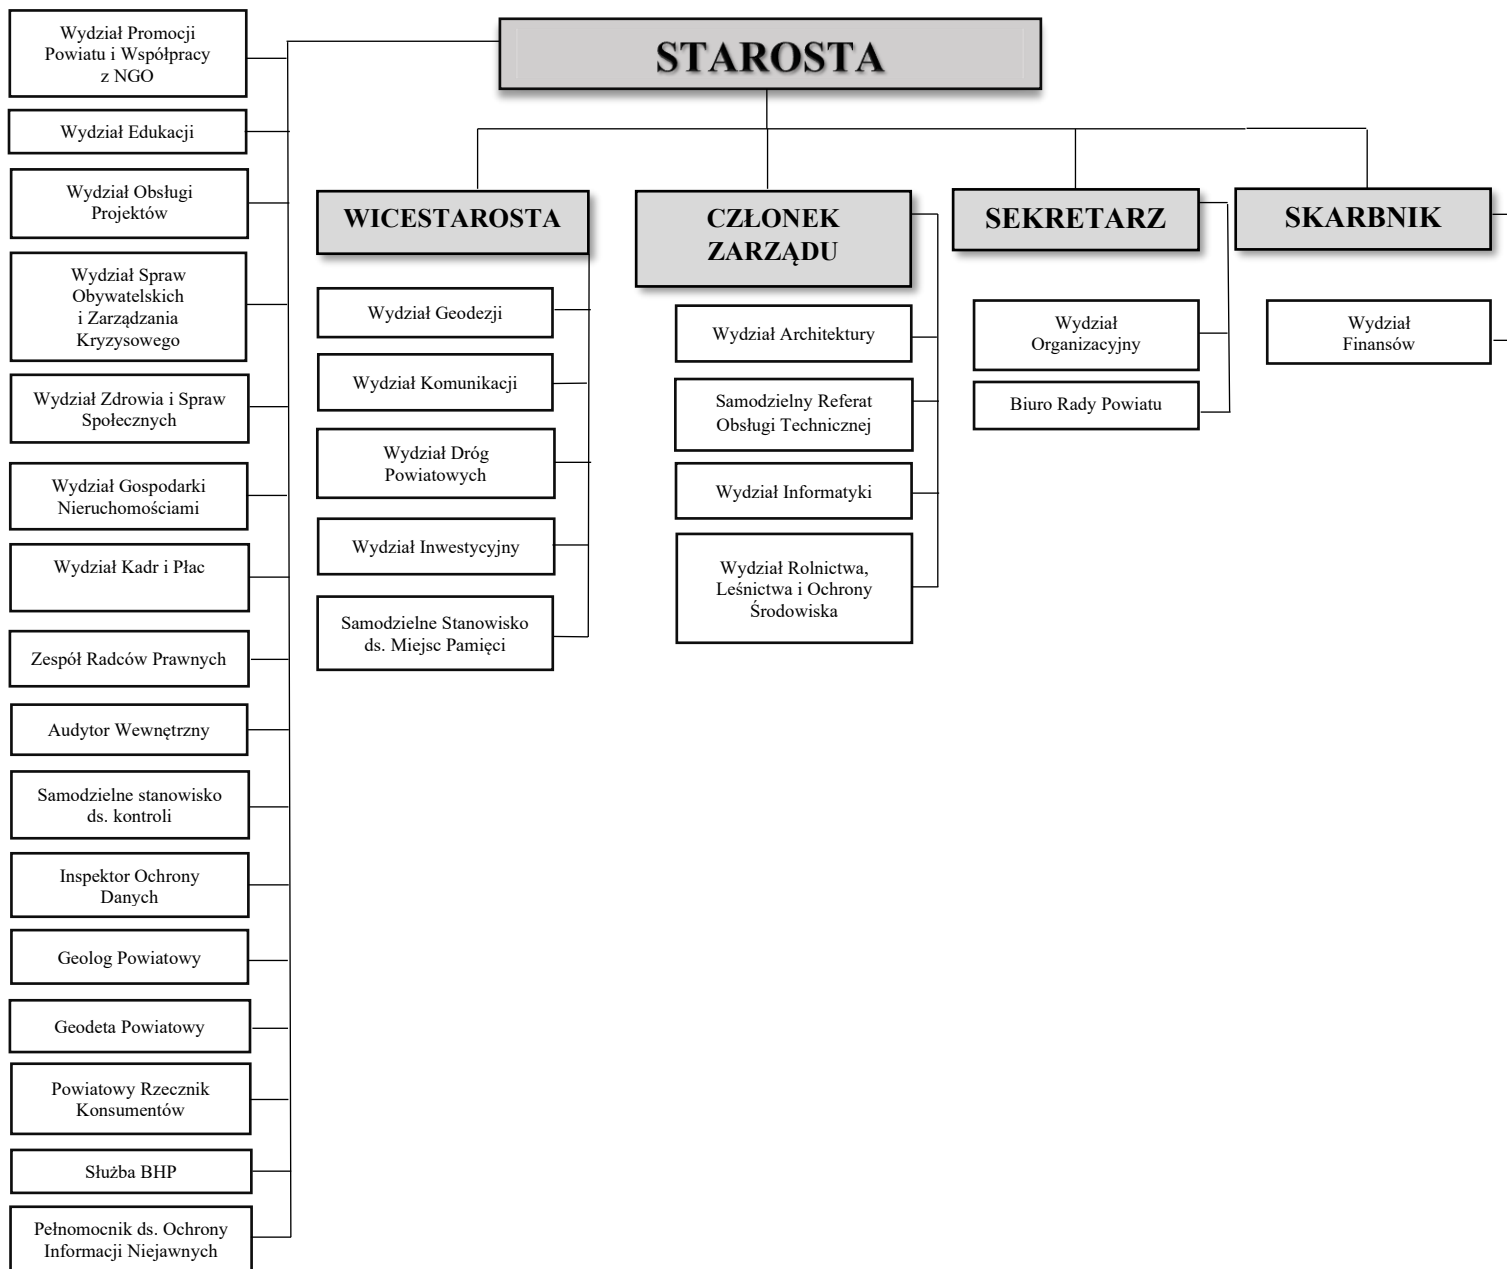 STAROSTA
Wydział Promocji
Powiatu i Współpracy
z NGO
Wydział Edukacji
Wydział Obsługi
Projektów
Wydział Spraw
Obywatelskich
i Zarządzania
Kryzysowego
Wydział Zdrowia i Spraw
Społecznych
Wydział Gospodarki
Nieruchomościami
Wydział Kadr i Płac
Zespół Radców Prawnych
Audytor Wewnętrzny
Samodzielne stanowisko
ds. kontroli
Inspektor Ochrony
Danych
Geolog Powiatowy
Geodeta Powiatowy
Powiatowy Rzecznik
Konsumentów
Służba BHP
Pełnomocnik ds. Ochrony
Informacji Niejawnych
WICESTAROSTA
Wydział Geodezji
Wydział Komunikacji
Wydział Dróg
Powiatowych
Wydział Inwestycyjny
Samodzielne Stanowisko
ds. Miejsc Pamięci
CZŁONEK
ZARZĄDU
Wydział Architektury
Samodzielny Referat
Obsługi Technicznej
Wydział Informatyki
Wydział Rolnictwa,
Leśnictwa i Ochrony
Środowiska
SEKRETARZ
Wydział
Organizacyjny
Biuro Rady Powiatu
SKARBNIK
Wydział
Finansów